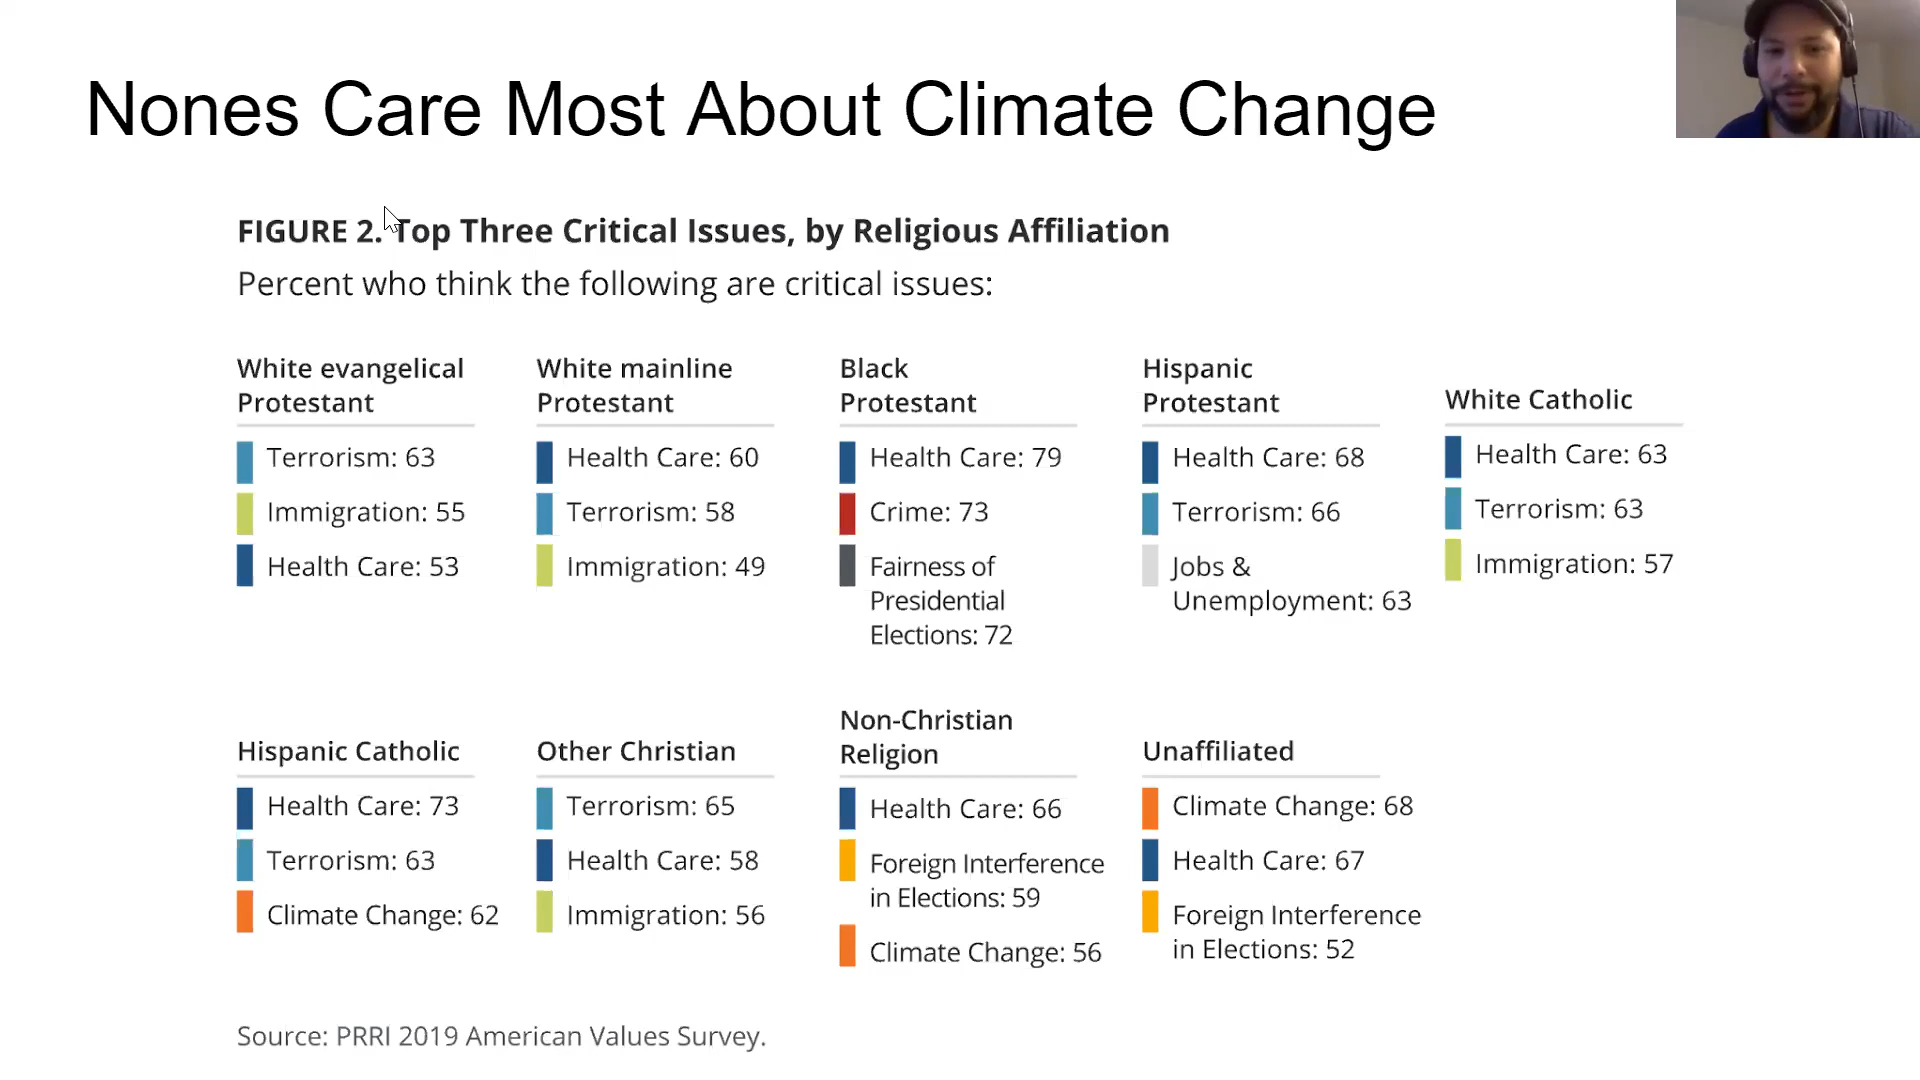 Nones Care Most About Climate Change
FIGURE 2. Top Three Critical Issues, by Religious Affiliation
Percent who think the following are critical issues:
White evangelical
Protestant
Terrorism: 63
Immigration: 55
Health Care: 53
White mainline
Protestant
Health Care: 60
Terrorism: 58
Immigration: 49
Black
Protestant
Health Care: 79
Crime: 73
Fairness of
Presidential
Elections: 72
Hispanic
Protestant
Health Care: 68
Terrorism: 66
Jobs &
Unemployment: 63
White Catholic
Health Care: 63
Terrorism: 63
Immigration: 57
Hispanic Catholic
Health Care: 73
Terrorism: 63
Climate Change: 62
Other Christian
Terrorism: 65
Health Care: 58
Immigration: 56
Non-Christian
Religion
Health Care: 66
Foreign Interference
in Elections: 59
Climate Change: 56
Unaffiliated
Climate Change: 68
Health Care: 67
Foreign Interference
in Elections: 52
Source: PRRI 2019 American Values Survey.